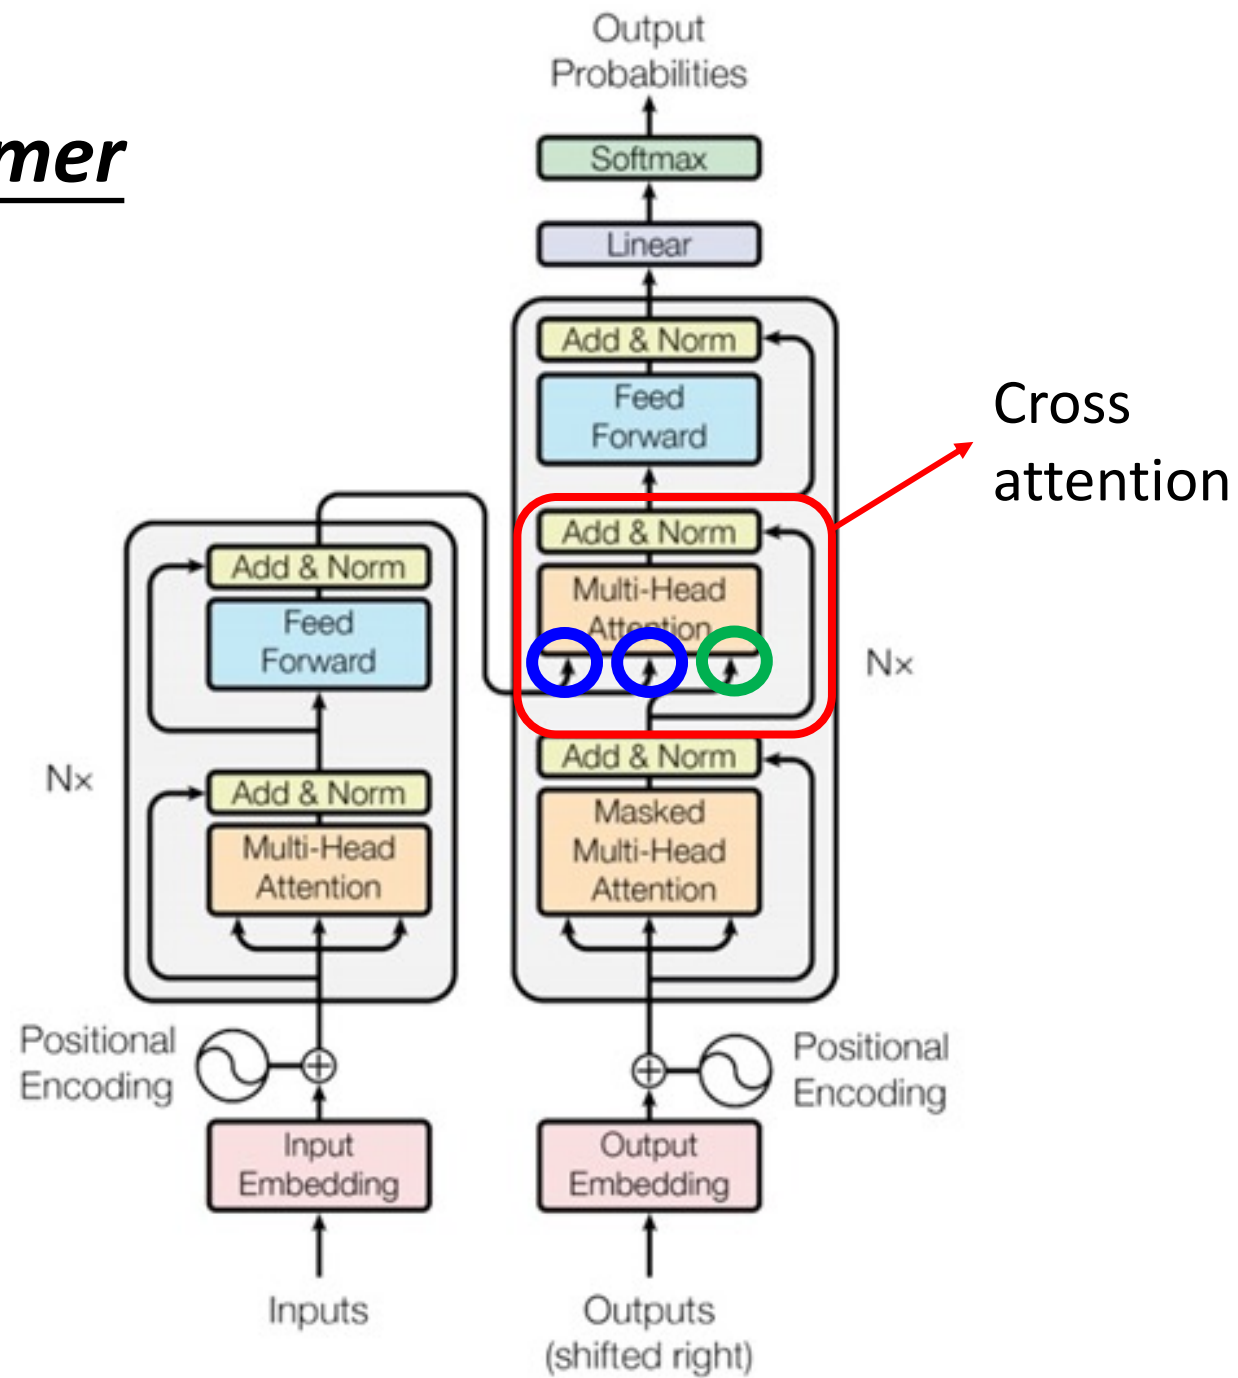 mer
Output
Probabilities
Softmax
Linear
Add & Norm
Feed
Forward
Cross
attention
Add & Norm
Multi-Head
Attention
Nx
Add & Norm
Masked
Multi-Head
Attention
Add & Norm
Feed
Forward
Nx
Add & Norm
Multi-Head
Attention
Positional
Encoding
Positional
Encoding
Input
Embedding
Output
Embedding
Inputs
Outputs
(shifted right)